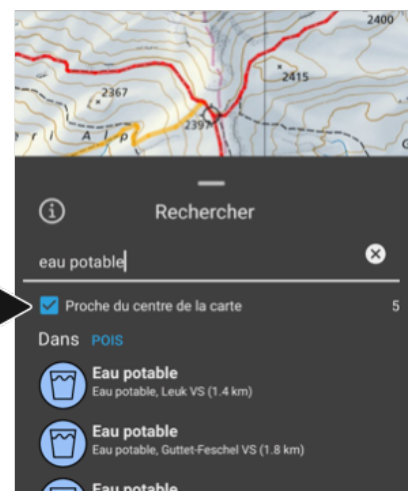 2400
2415
2367
2397
r i A l p
Rechercher
eau potable
Proche du centre de la carte 5
Dans POIS
Eau potable
Eau potable, Leuk VS (1.4 km)
Eau potable
Eau potable, Guttet-Feschel VS (1.8 km)
Eau potable